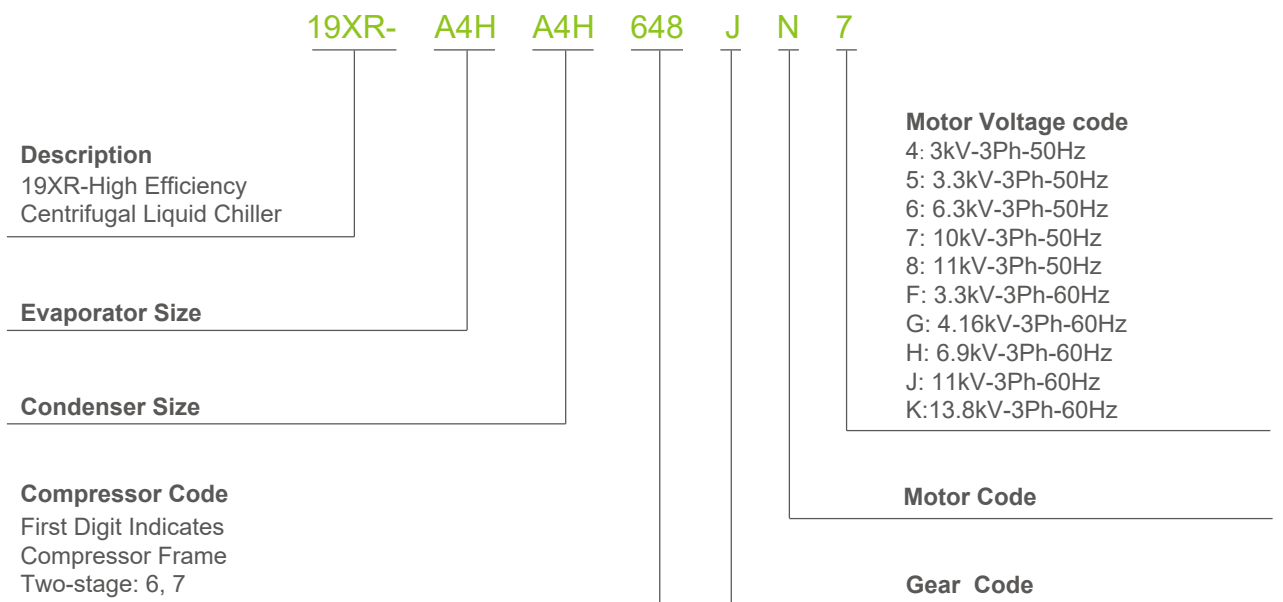 19XR- A4H A4H 648 J N 7
Description
19XR-High Efficiency
Centrifugal Liquid Chiller
Evaporator Size
Condenser Size
Compressor Code
First Digit Indicates
Compressor Frame
Two-stage: 6, 7
Motor Voltage code
4: 3kV-3Ph-50Hz
5: 3.3kV-3Ph-50Hz
6: 6.3kV-3Ph-50Hz
7: 10kV-3Ph-50Hz
8: 11kV-3Ph-50Hz
F: 3.3kV-3Ph-60Hz
G: 4.16kV-3Ph-60Hz
H: 6.9kV-3Ph-60Hz
J: 11kV-3Ph-60Hz
K:13.8kV-3Ph-60Hz
Motor Code
Gear Code